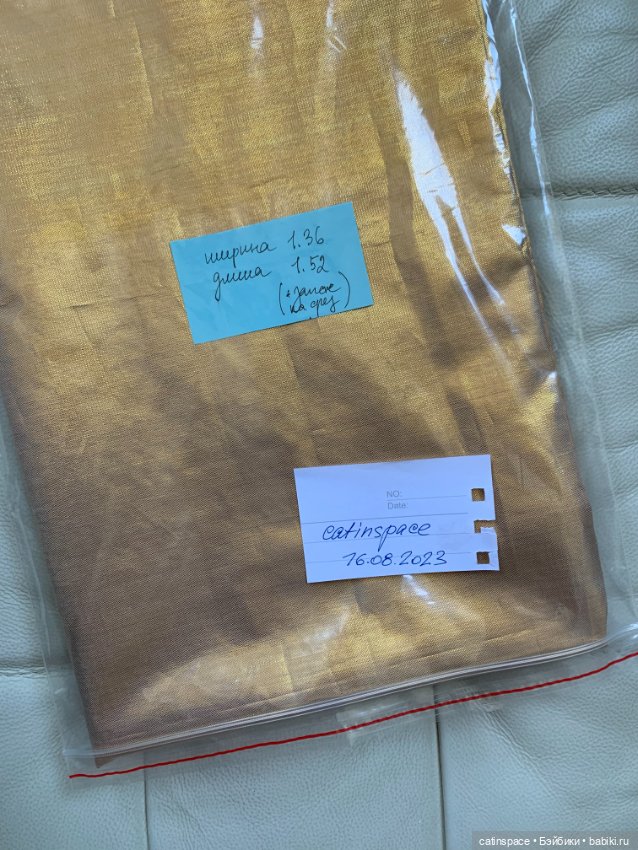 ширина 1.36
длина 1.52
(+ запас
на срез)
NO:
Date:
catinspace
16.08.2023
catinspace • Бэйбики • babiki.ru